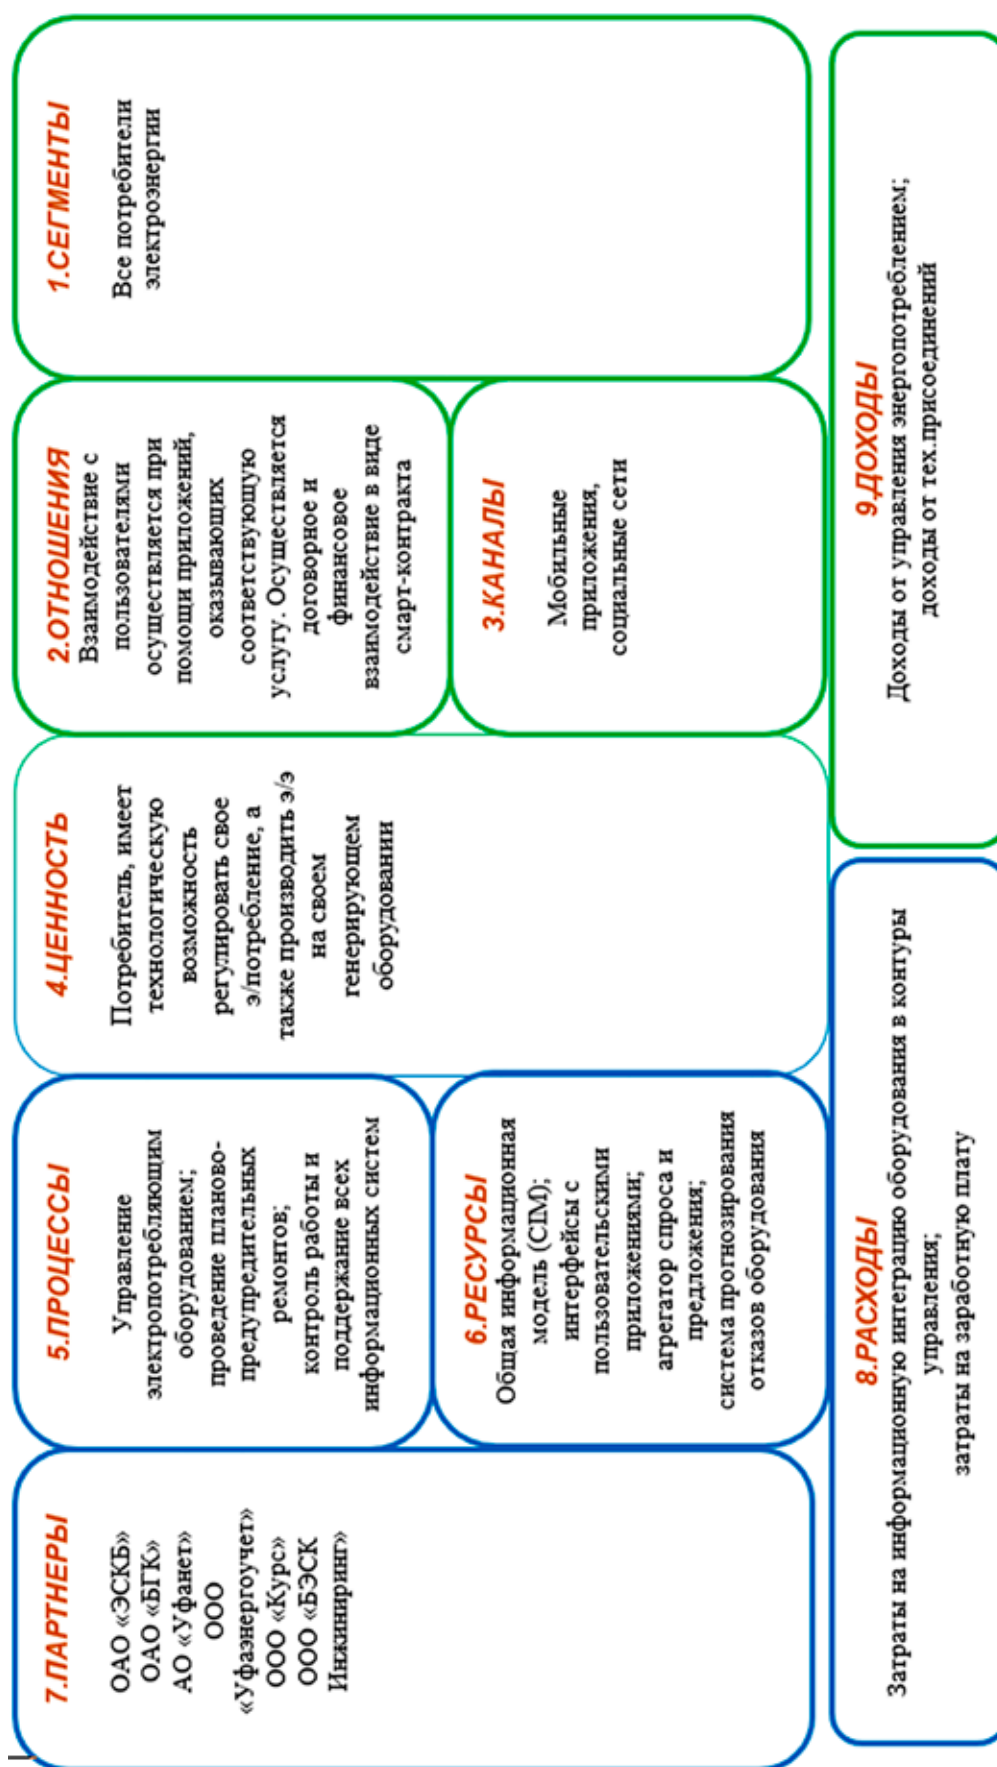 7.ПАРТНЕРЫ
ОАО «ЭСКБ»
ОАО «БГК»
АО «Уфанет»
ООО
«Уфаэнергоучет»
ООО «Курс»
ООО «БЭСК
Инжиниринг»
5.ПРОЦЕССЫ
Управление
электропотребляющим
оборудованием;
проведение планово-
предупредительных
ремонтов;
контроль работы и
поддержание всех
информационных систем
6.РЕСУРСЫ
Общая информационная
модель (CIM);
интерфейсы с
пользовательскими
приложениями;
агрегатор спроса и
предложения;
система прогнозирования
отказов оборудования
4.ЦЕННОСТЬ
Потребитель, имеет
технологическую
возможность
регулировать свое
э/потребление, а
также производить э/э
на своем
генерирующем
оборудовании
2.ОТНОШЕНИЯ
Взаимодействие с
пользователями
осуществляется при
помощи приложений,
оказывающих
соответствующую
услугу. Осуществляется
договорное и
финансовое
взаимодействие в виде
смарт-контракта
3.КАНАЛЫ
Мобильные
приложения,
социальные сети
1.СЕГМЕНТЫ
Все потребители
электроэнергии
8.РАСХОДЫ
Затраты на информационную интеграцию оборудования в контуры
управления;
затраты на заработную плату
9.ДОХОДЫ
Доходы от управления энергопотреблением;
доходы от тех.присоединений